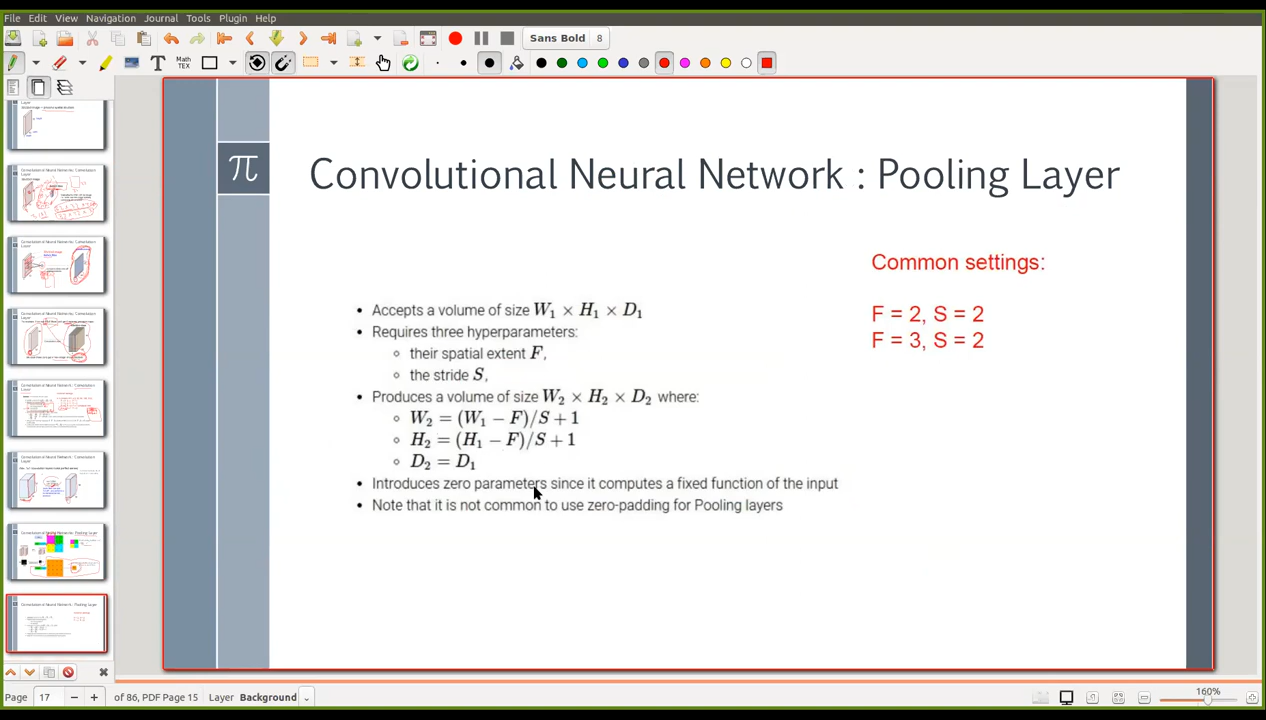 File Edit View Navigation Journal Tools Plugin Help
Sans Bold 8
T Math TEX
π
Convolutional Neural Network : Pooling Layer
Common settings:
F = 2, S = 2
F = 3, S = 2
• Accepts a volume of size W₁ × H₁ × D₁
• Requires three hyperparameters:
◦ their spatial extent F,
◦ the stride S,
• Produces a volume of size W₂ × H₂ × D₂ where:
◦ W₂ = (W₁ − F)/S + 1
◦ H₂ = (H₁ − F)/S + 1
◦ D₂ = D₁
• Introduces zero parameters since it computes a fixed function of the input
• Note that it is not common to use zero-padding for Pooling layers
Page 17 of 86, PDF Page 15 Layer Background 160%